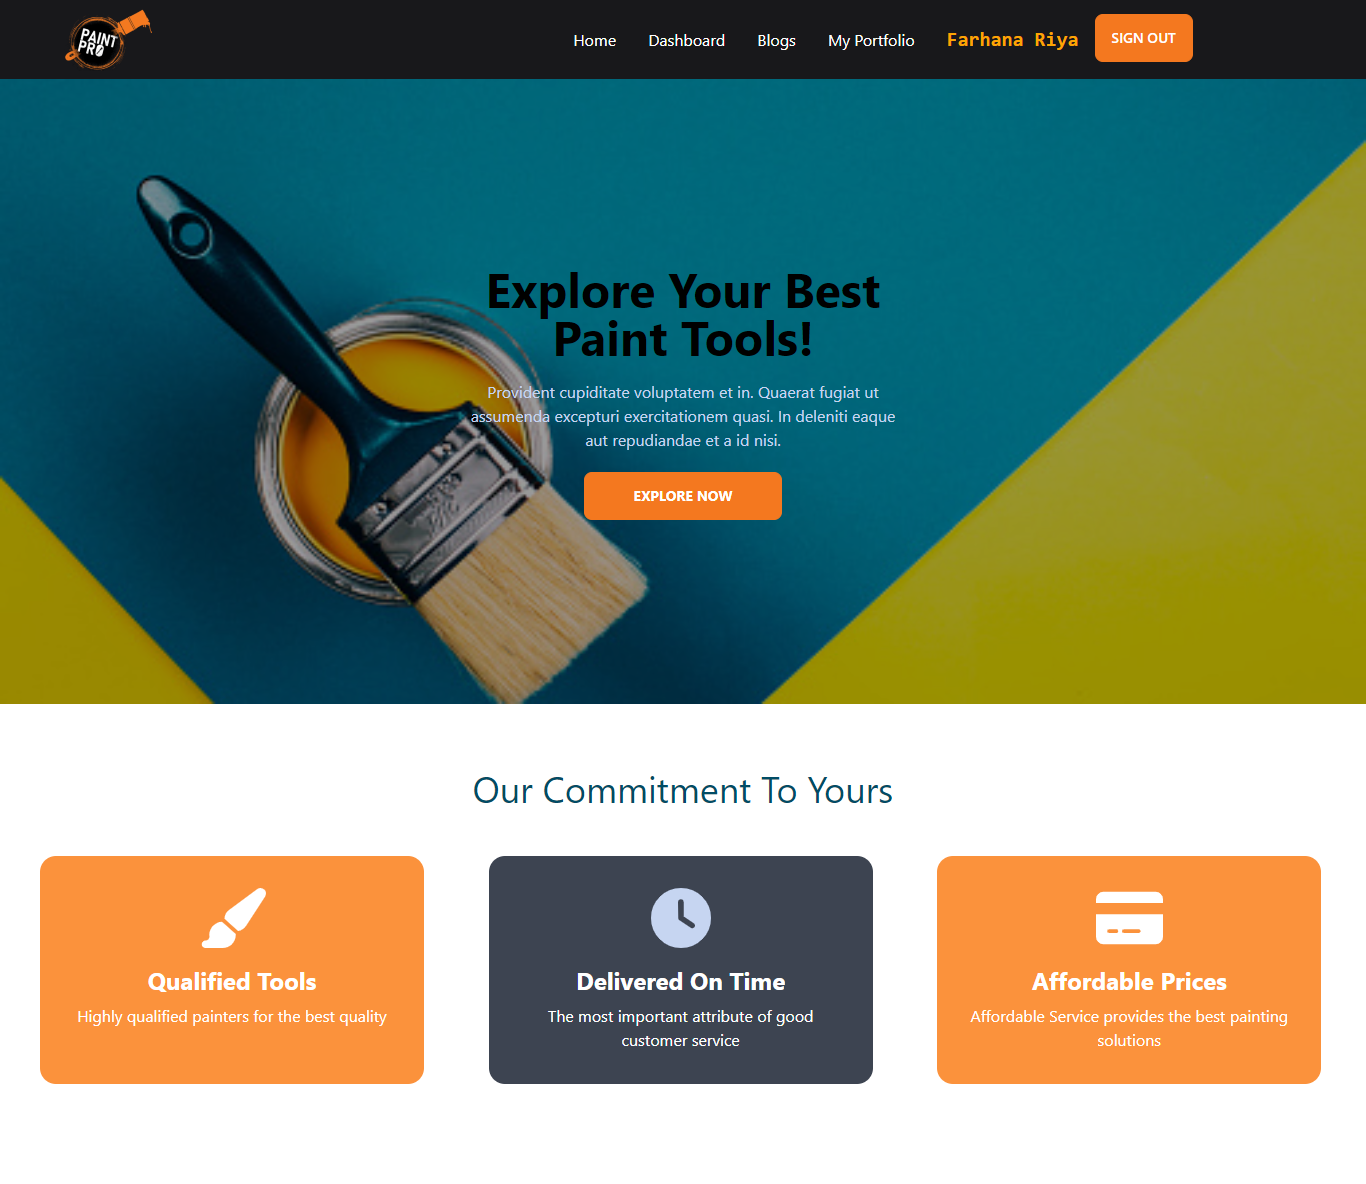 PAINT
PRO
Home Dashboard Blogs My Portfolio Farhana Riya SIGN OUT
Explore Your Best
Paint Tools!
Provident cupiditate voluptatem et in. Quaerat fugiat ut
assumenda excepturi exercitationem quasi. In deleniti eaque
aut repudiandae et a id nisi.
EXPLORE NOW
Our Commitment To Yours
Qualified Tools
Highly qualified painters for the best quality
Delivered On Time
The most important attribute of good
customer service
Affordable Prices
Affordable Service provides the best painting
solutions